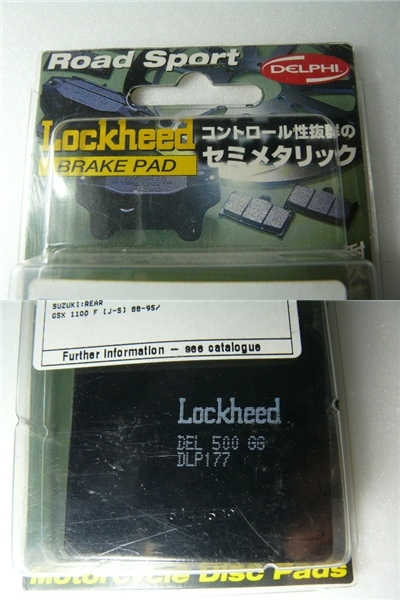 Road Sport
DELPHI
Lockheed
BRAKE PAD
コントロール性抜群の
セミメタリック
SUZUKI:REAR
GSX 1100 F [J-S] 88-95/
Further Information – see catalogue
Lockheed
DEL 500 GG
DLP177
Motorcycle Disc Pads